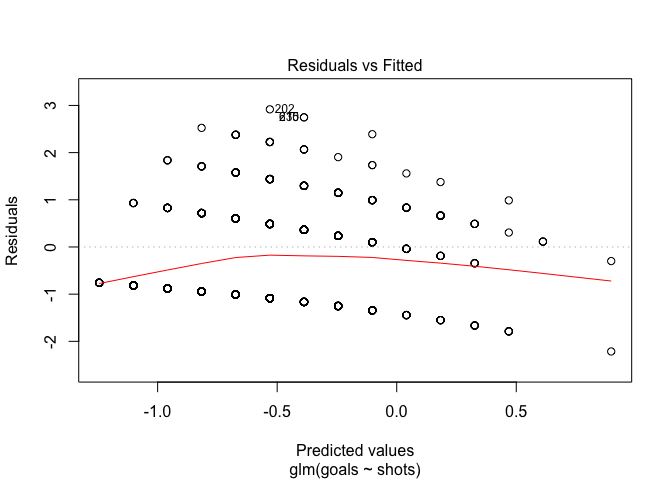 Residuals vs Fitted
202
3
2
1
0
-1
-2
Residuals
-1.0 -0.5 0.0 0.5
Predicted values
glm(goals ~ shots)